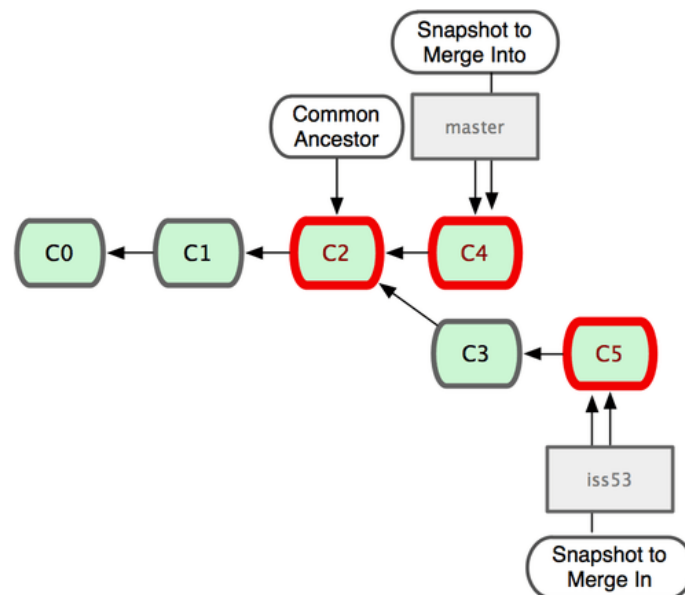 Snapshot to
Merge Into
Common
Ancestor
master
C0
C1
C2
C4
C3
C5
iss53
Snapshot to
Merge In